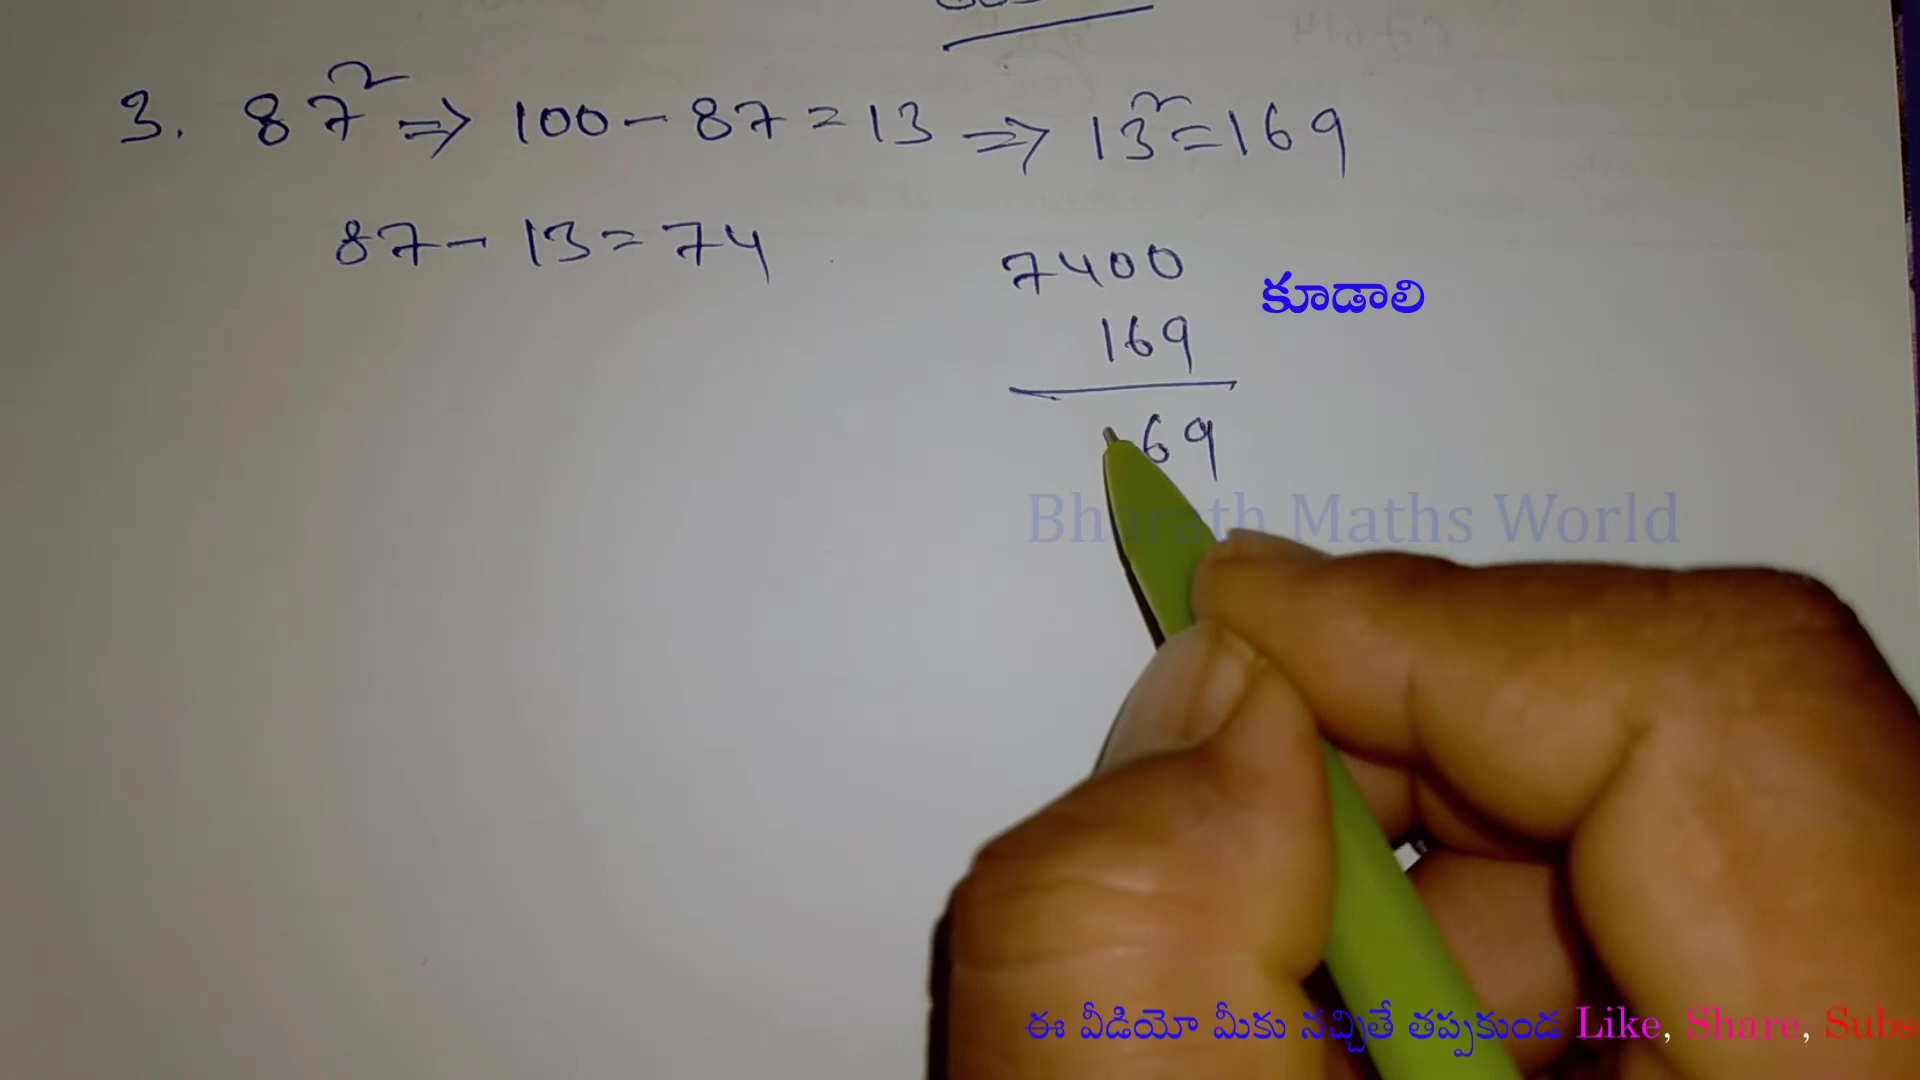 3. 87² ⇒ 100 - 87 = 13 ⇒ 13² = 169
87 - 13 = 74
7400
కూడాలి
169
69
Bharath Maths World
ఈ వీడియో మీకు నచ్చితే తప్పకుండ Like, Share, Subs